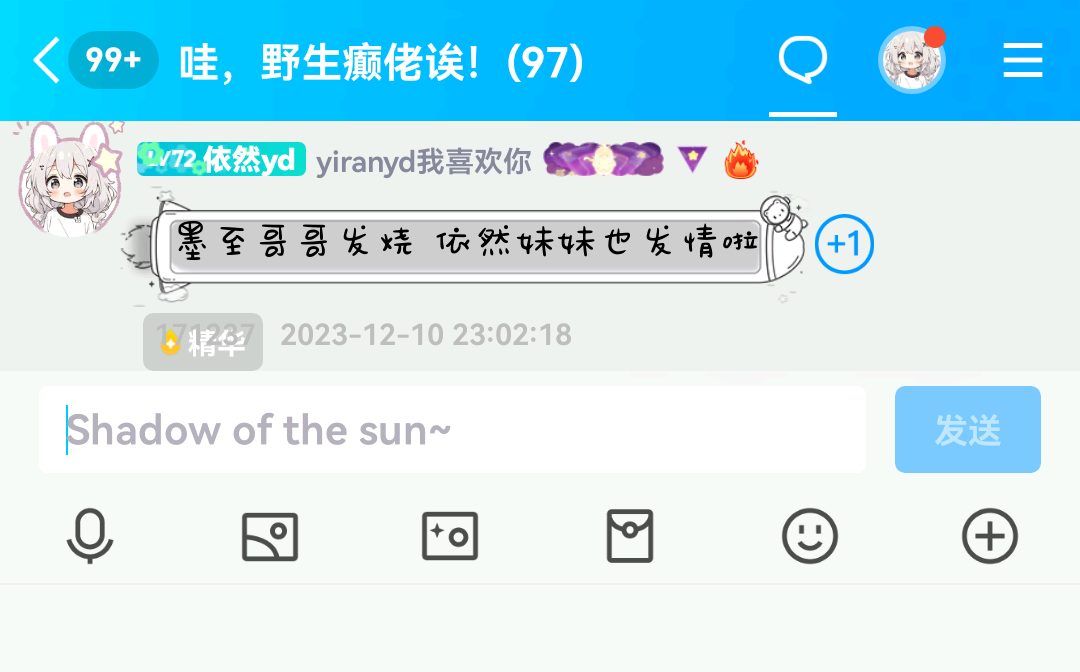 99+ 哇，野生癫佬诶！(97)
LV72 依然yd yiranyd我喜欢你
墨至哥哥发烧 依然妹妹也发情啦
+1
171237 精华 2023-12-10 23:02:18
Shadow of the sun~
发送